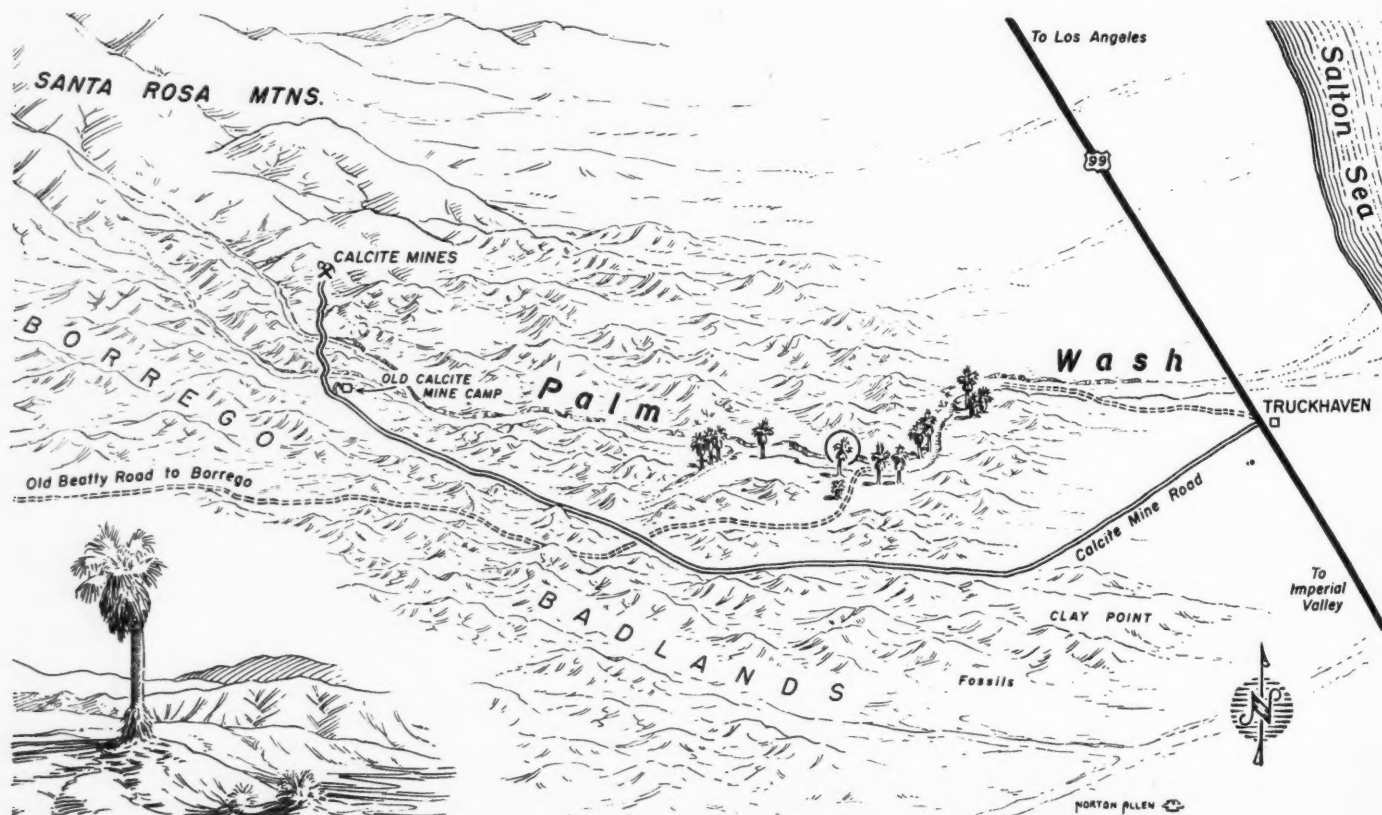 To Los Angeles
Salton Sea
SANTA ROSA MTNS.
99
CALCITE MINES
BORREGO
Wash
OLD CALCITE
MINE CAMP
Palm
TRUCKHAVEN
Old Beatty Road to Borrego
Calcite Mine Road
To
Imperial
Valley
BADLANDS
CLAY POINT
Fossils
N
NORTON ALLEN